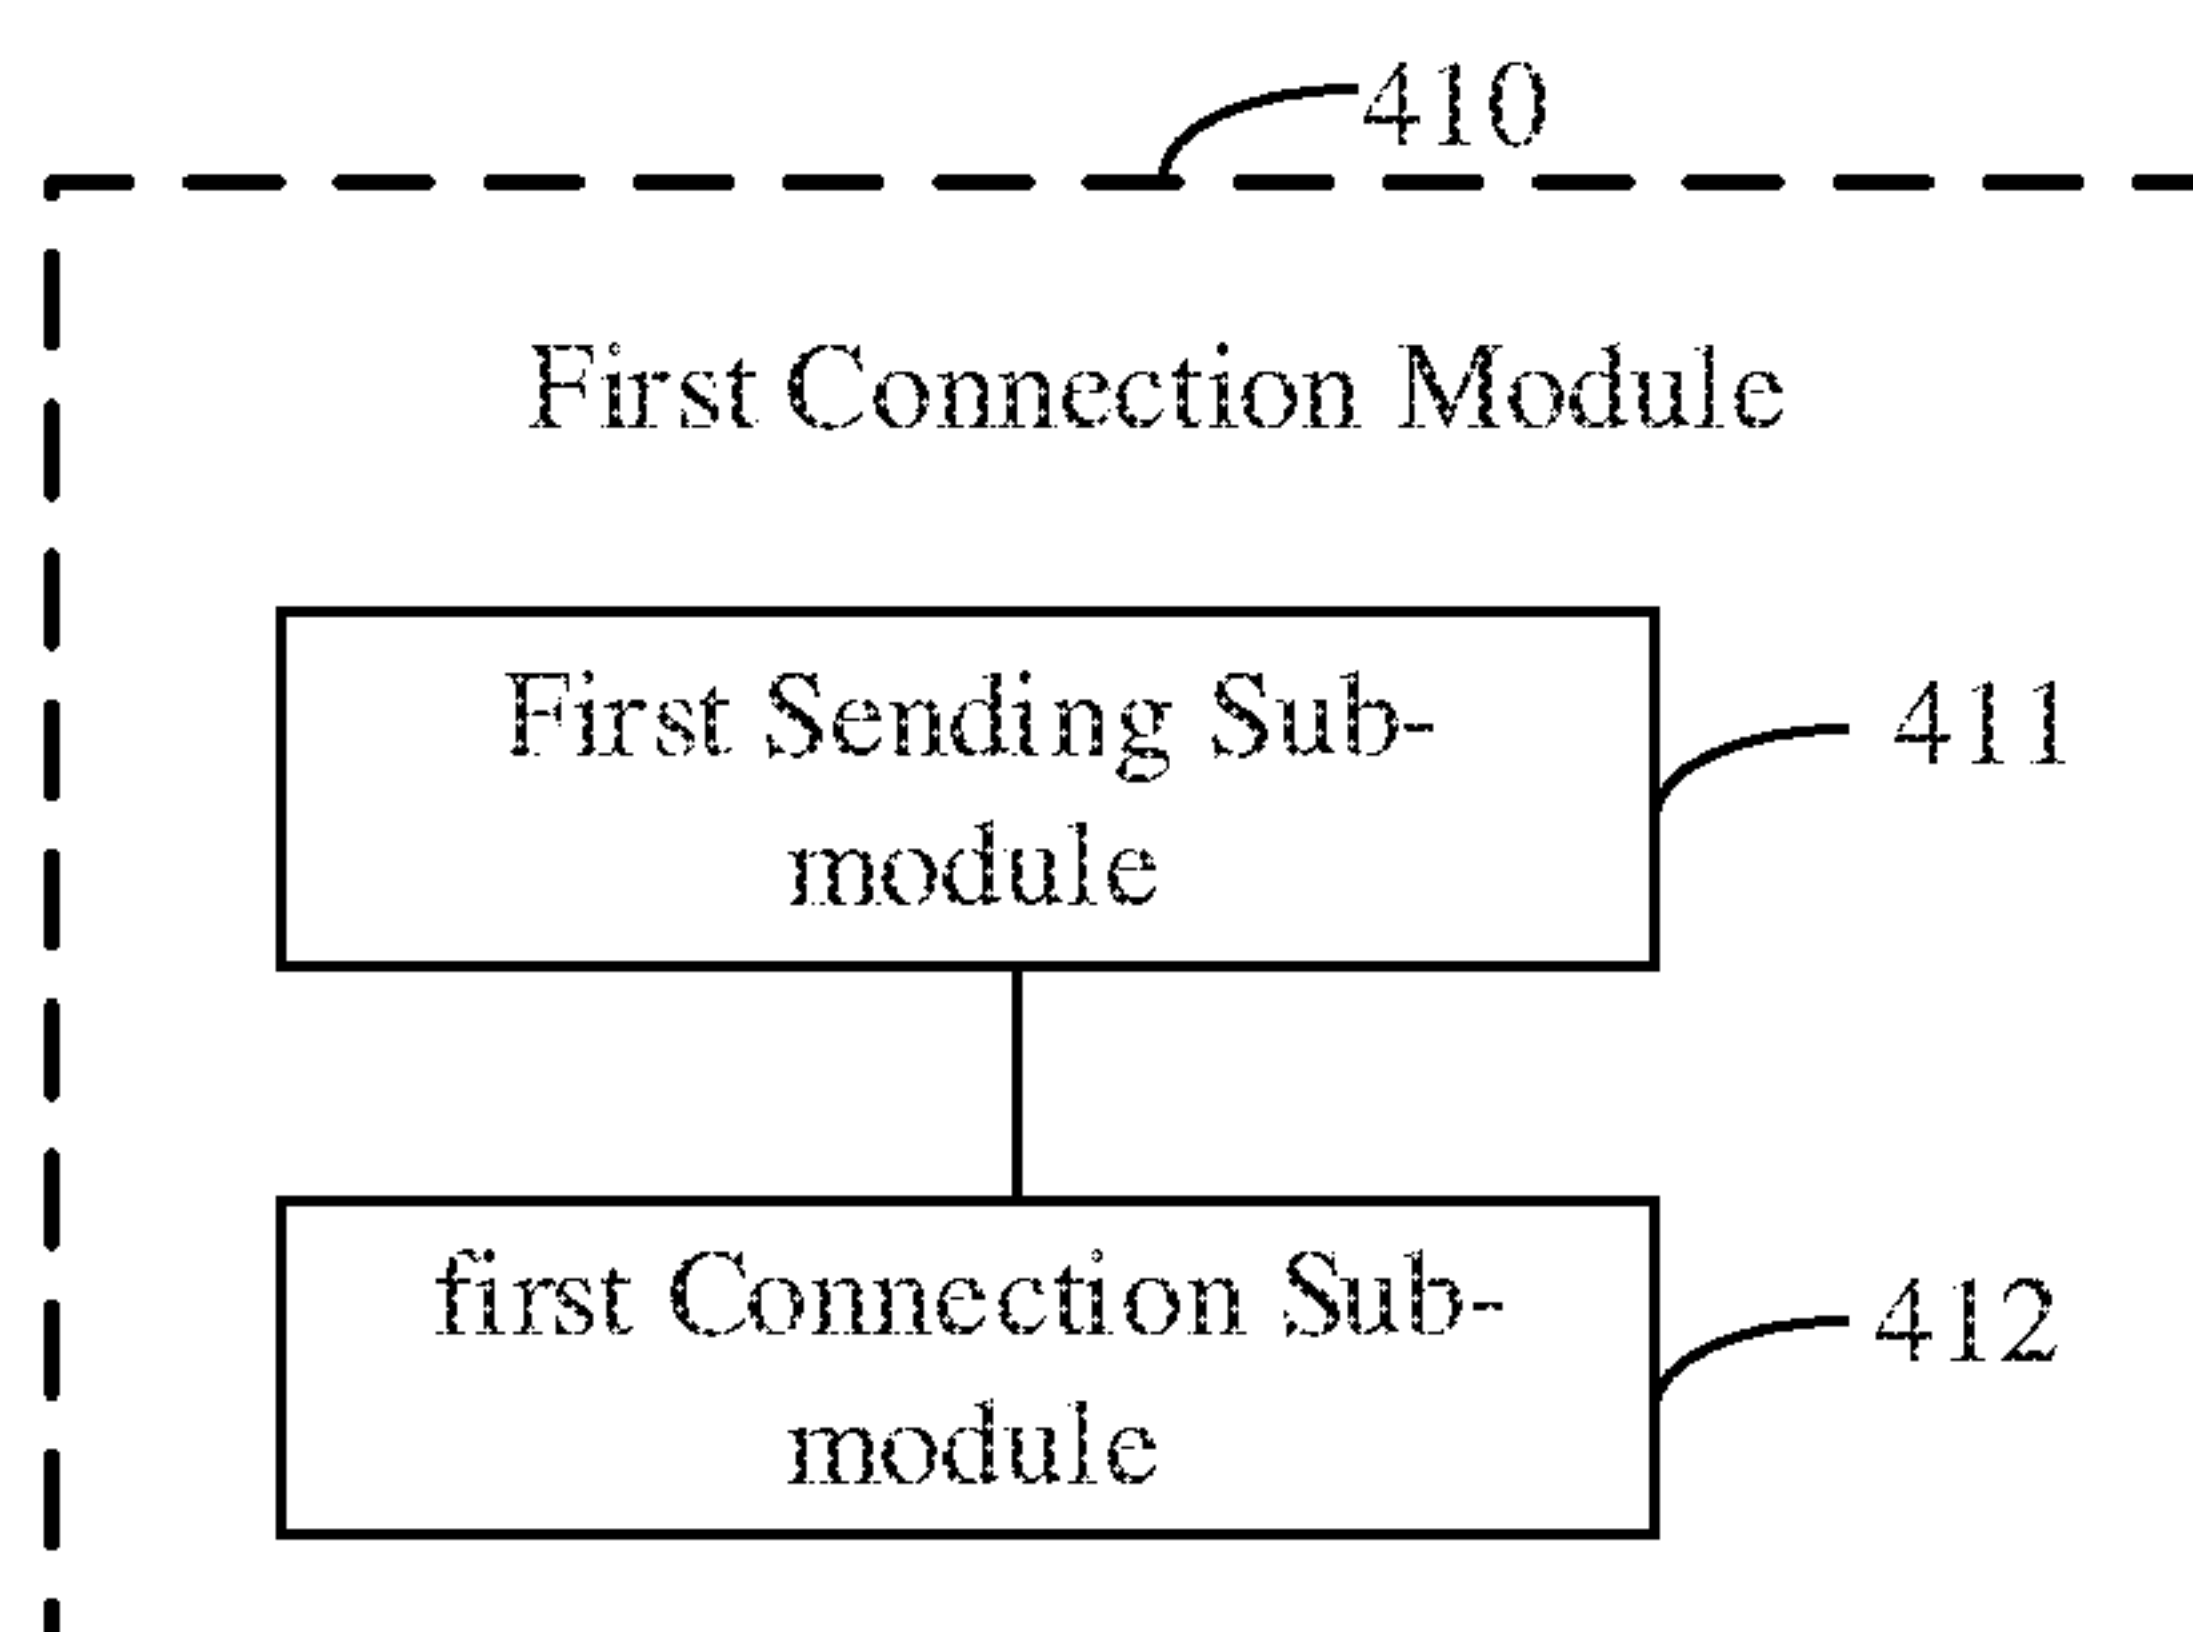 410
First Connection Module
First Sending Sub-
module
411
first Connection Sub-
module
412